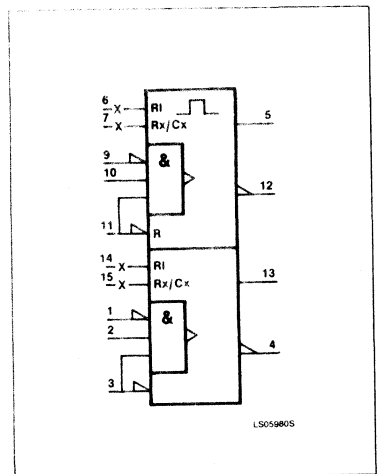 6 X RI
7 X Rx/Cx 5
9 &
10 12
11 R
14 X RI
15 X Rx/Cx 13
1 &
2
3 4
LS05980S